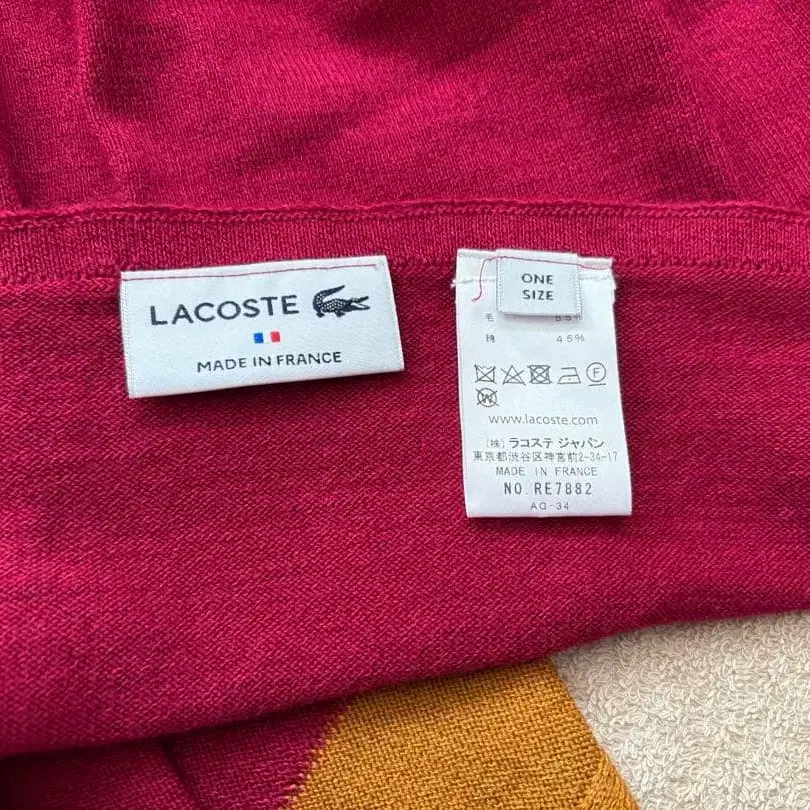 LACOSTE
MADE IN FRANCE
ONE
SIZE
毛 55%
綿 45%
F
W
www.lacoste.com
(株) ラコステ ジャパン
東京都渋谷区神宮前2-34-17
MADE IN FRANCE
NO. RE7882
AG-34